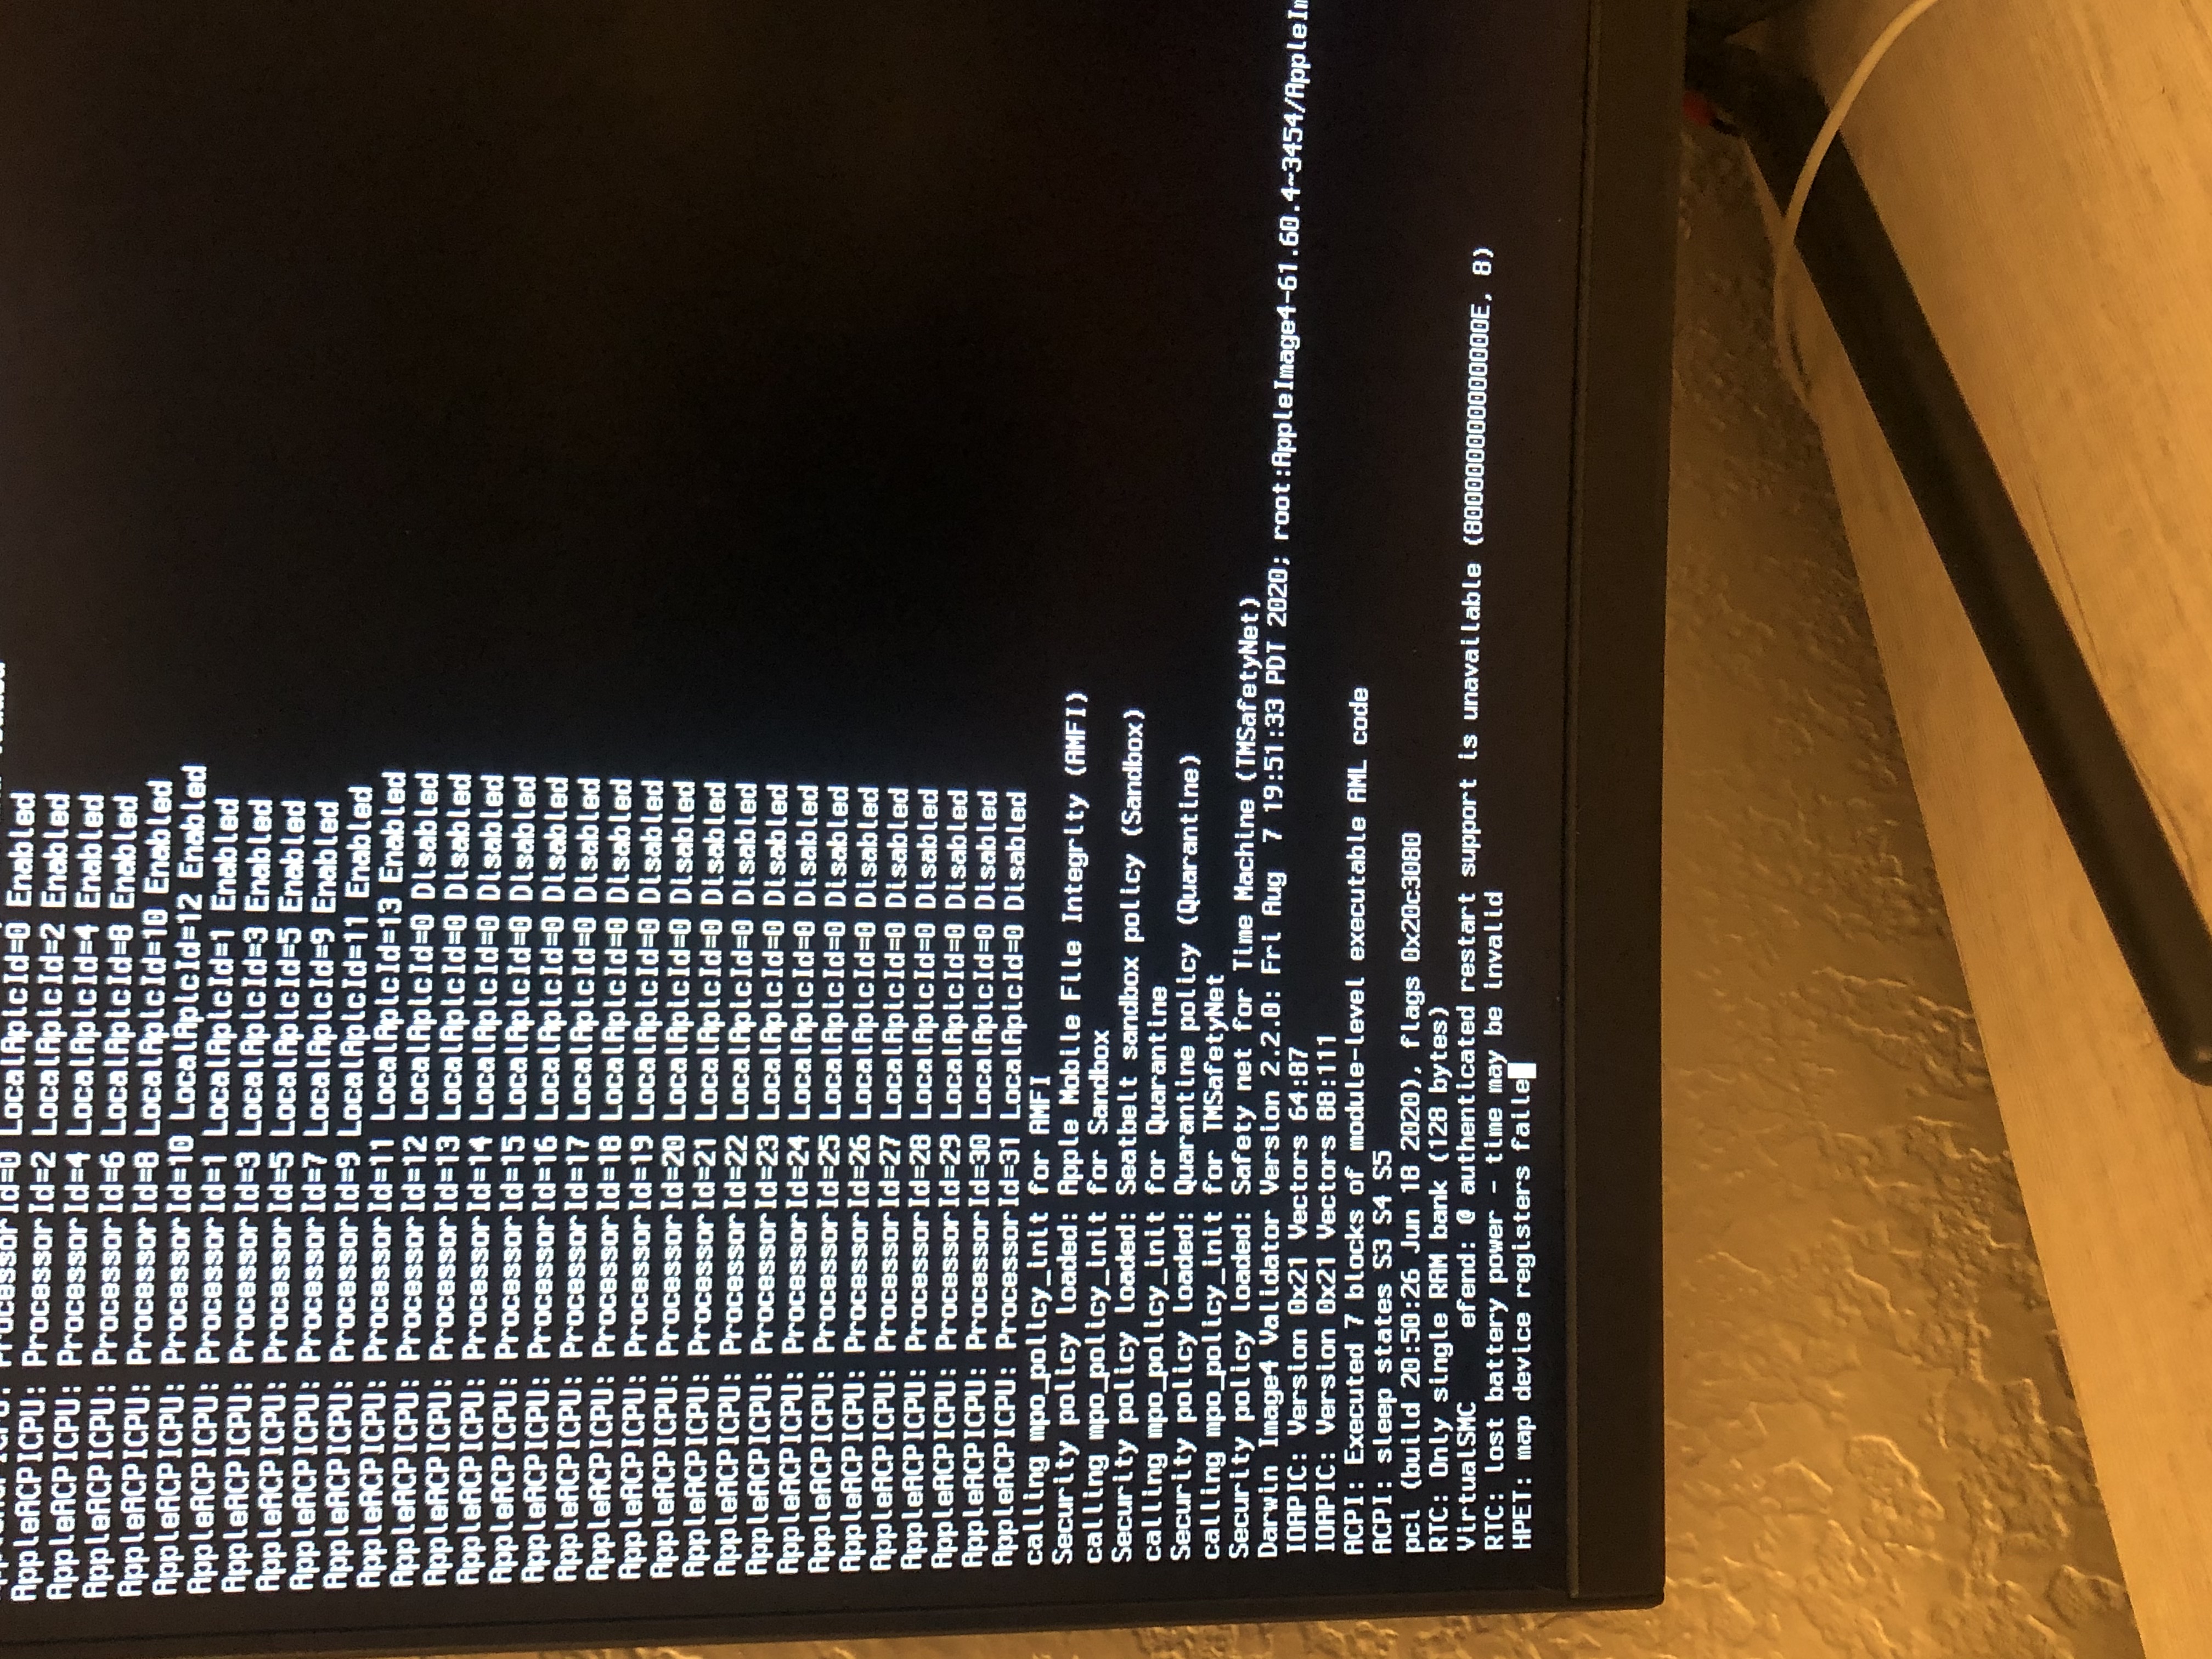 ProcessorId=0 LocalApicId=0 Enabled
AppleACPICPU: ProcessorId=2 LocalApicId=2 Enabled
AppleACPICPU: ProcessorId=4 LocalApicId=4 Enabled
AppleACPICPU: ProcessorId=6 LocalApicId=8 Enabled
AppleACPICPU: ProcessorId=8 LocalApicId=10 Enabled
AppleACPICPU: ProcessorId=10 LocalApicId=12 Enabled
AppleACPICPU: ProcessorId=1 LocalApicId=1 Enabled
AppleACPICPU: ProcessorId=3 LocalApicId=3 Enabled
AppleACPICPU: ProcessorId=5 LocalApicId=5 Enabled
AppleACPICPU: ProcessorId=7 LocalApicId=9 Enabled
AppleACPICPU: ProcessorId=9 LocalApicId=11 Enabled
AppleACPICPU: ProcessorId=11 LocalApicId=13 Enabled
AppleACPICPU: ProcessorId=12 LocalApicId=0 Disabled
AppleACPICPU: ProcessorId=13 LocalApicId=0 Disabled
AppleACPICPU: ProcessorId=14 LocalApicId=0 Disabled
AppleACPICPU: ProcessorId=15 LocalApicId=0 Disabled
AppleACPICPU: ProcessorId=16 LocalApicId=0 Disabled
AppleACPICPU: ProcessorId=17 LocalApicId=0 Disabled
AppleACPICPU: ProcessorId=18 LocalApicId=0 Disabled
AppleACPICPU: ProcessorId=19 LocalApicId=0 Disabled
AppleACPICPU: ProcessorId=20 LocalApicId=0 Disabled
AppleACPICPU: ProcessorId=21 LocalApicId=0 Disabled
AppleACPICPU: ProcessorId=22 LocalApicId=0 Disabled
AppleACPICPU: ProcessorId=23 LocalApicId=0 Disabled
AppleACPICPU: ProcessorId=24 LocalApicId=0 Disabled
AppleACPICPU: ProcessorId=25 LocalApicId=0 Disabled
AppleACPICPU: ProcessorId=26 LocalApicId=0 Disabled
AppleACPICPU: ProcessorId=27 LocalApicId=0 Disabled
AppleACPICPU: ProcessorId=28 LocalApicId=0 Disabled
AppleACPICPU: ProcessorId=29 LocalApicId=0 Disabled
AppleACPICPU: ProcessorId=30 LocalApicId=0 Disabled
AppleACPICPU: ProcessorId=31 LocalApicId=0 Disabled
calling mpo_policy_init for AMFI
Security policy loaded: Apple Mobile File Integrity (AMFI)
calling mpo_policy_init for Sandbox
Security policy loaded: Seatbelt sandbox policy (Sandbox)
calling mpo_policy_init for Quarantine
Security policy loaded: Quarantine policy (Quarantine)
calling mpo_policy_init for TMSafetyNet
Security policy loaded: Safety net for Time Machine (TMSafetyNet)
Darwin Image4 Validator Version 2.2.0: Fri Aug  7 19:51:33 PDT 2020; root:AppleImage4-61.60.4~3454/AppleIm
IOAPIC: Version 0x21 Vectors 64:87
IOAPIC: Version 0x21 Vectors 88:111
ACPI: Executed 7 blocks of module-level executable AML code
ACPI: sleep states S3 S4 S5
pci (build 20:50:26 Jun 18 2020), flags 0x20c3080
RTC: Only single RAM bank (128 bytes)
VirtualSMC     efend: @ authenticated restart support is unavailable (800000000000000E, 8)
RTC: lost battery power - time may be invalid
HPET: map device registers faile